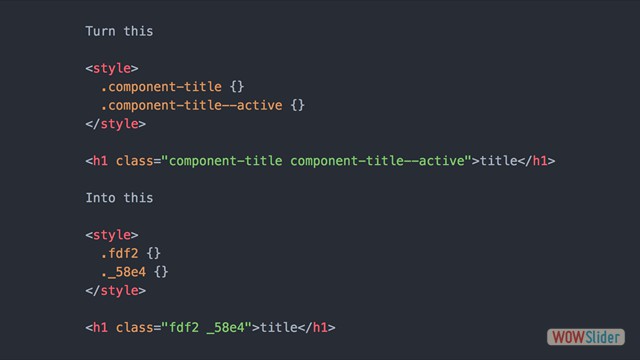 Turn this
<style>
.component-title {}
.component-title--active {}
</style>
<h1 class="component-title component-title--active">title</h1>
Into this
<style>
.fdf2 {}
._58e4 {}
</style>
<h1 class="fdf2 _58e4">title</h1>
WOWSlider